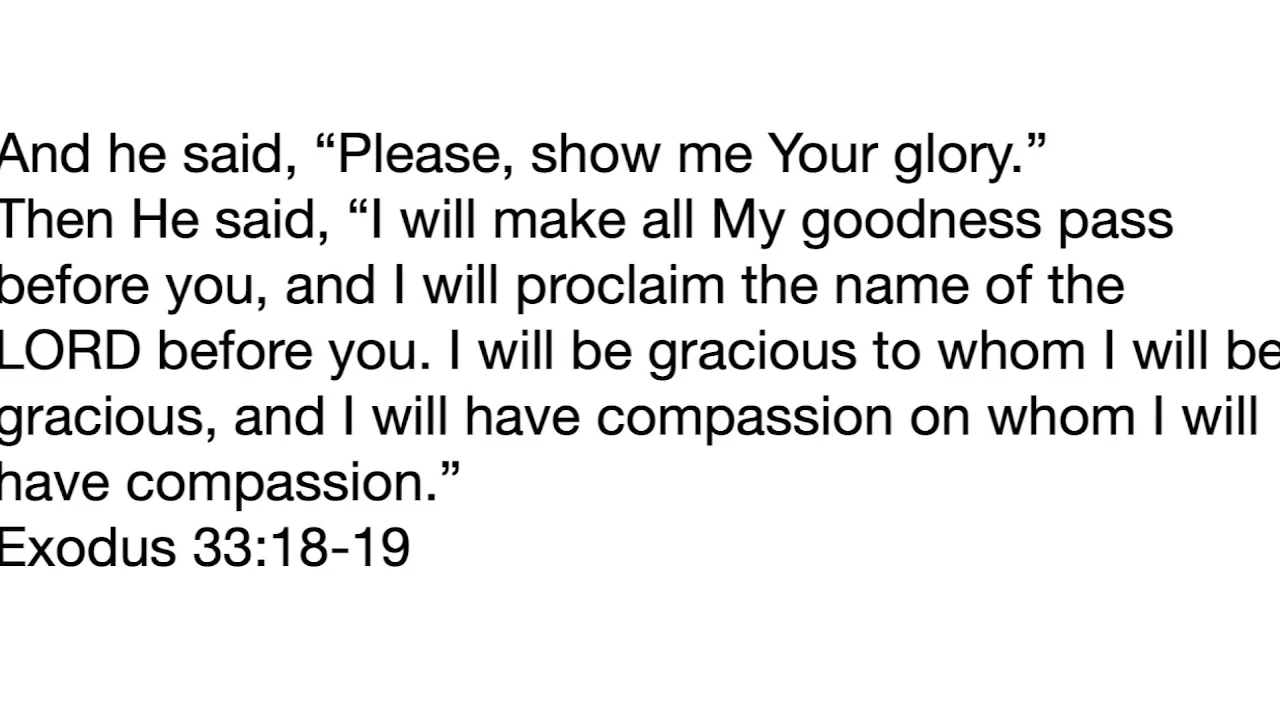 And he said, “Please, show me Your glory.”
Then He said, “I will make all My goodness pass
before you, and I will proclaim the name of the
LORD before you. I will be gracious to whom I will be
gracious, and I will have compassion on whom I will
have compassion.”
Exodus 33:18-19